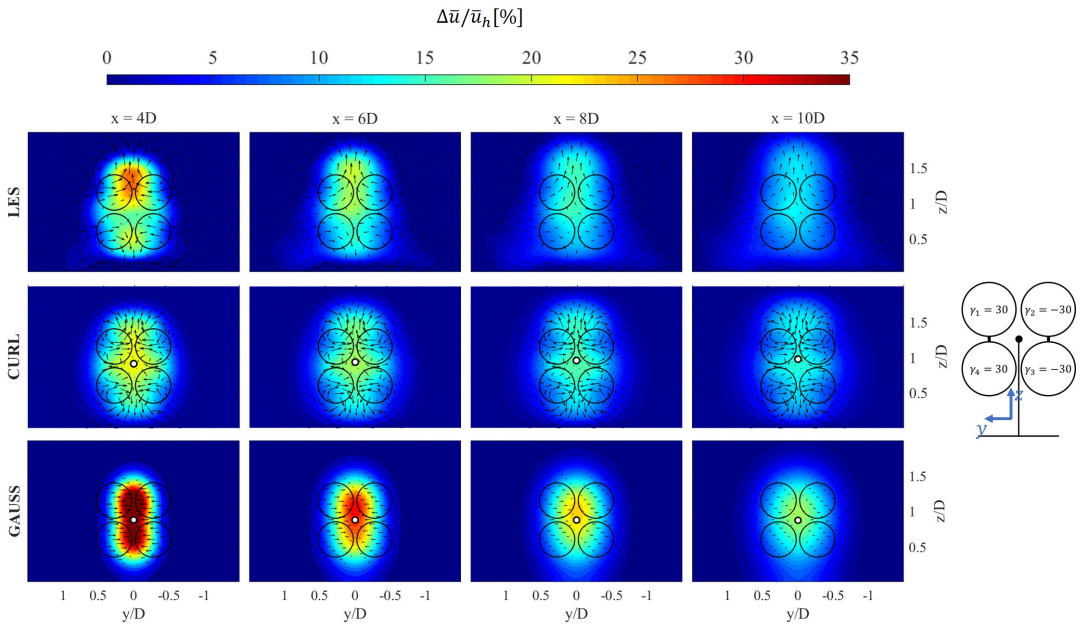 Δū/ū_h[%]
0 5 10 15 20 25 30 35
x = 4D x = 6D x = 8D x = 10D
LES
1.5
1
0.5
z/D
CURL
1.5
1
0.5
z/D
γ₁ = 30 γ₂ = −30
γ₄ = 30 γ₃ = −30
z
y
GAUSS
1.5
1
0.5
z/D
1 0.5 0 -0.5 -1 1 0.5 0 -0.5 -1 1 0.5 0 -0.5 -1 1 0.5 0 -0.5 -1
y/D y/D y/D y/D